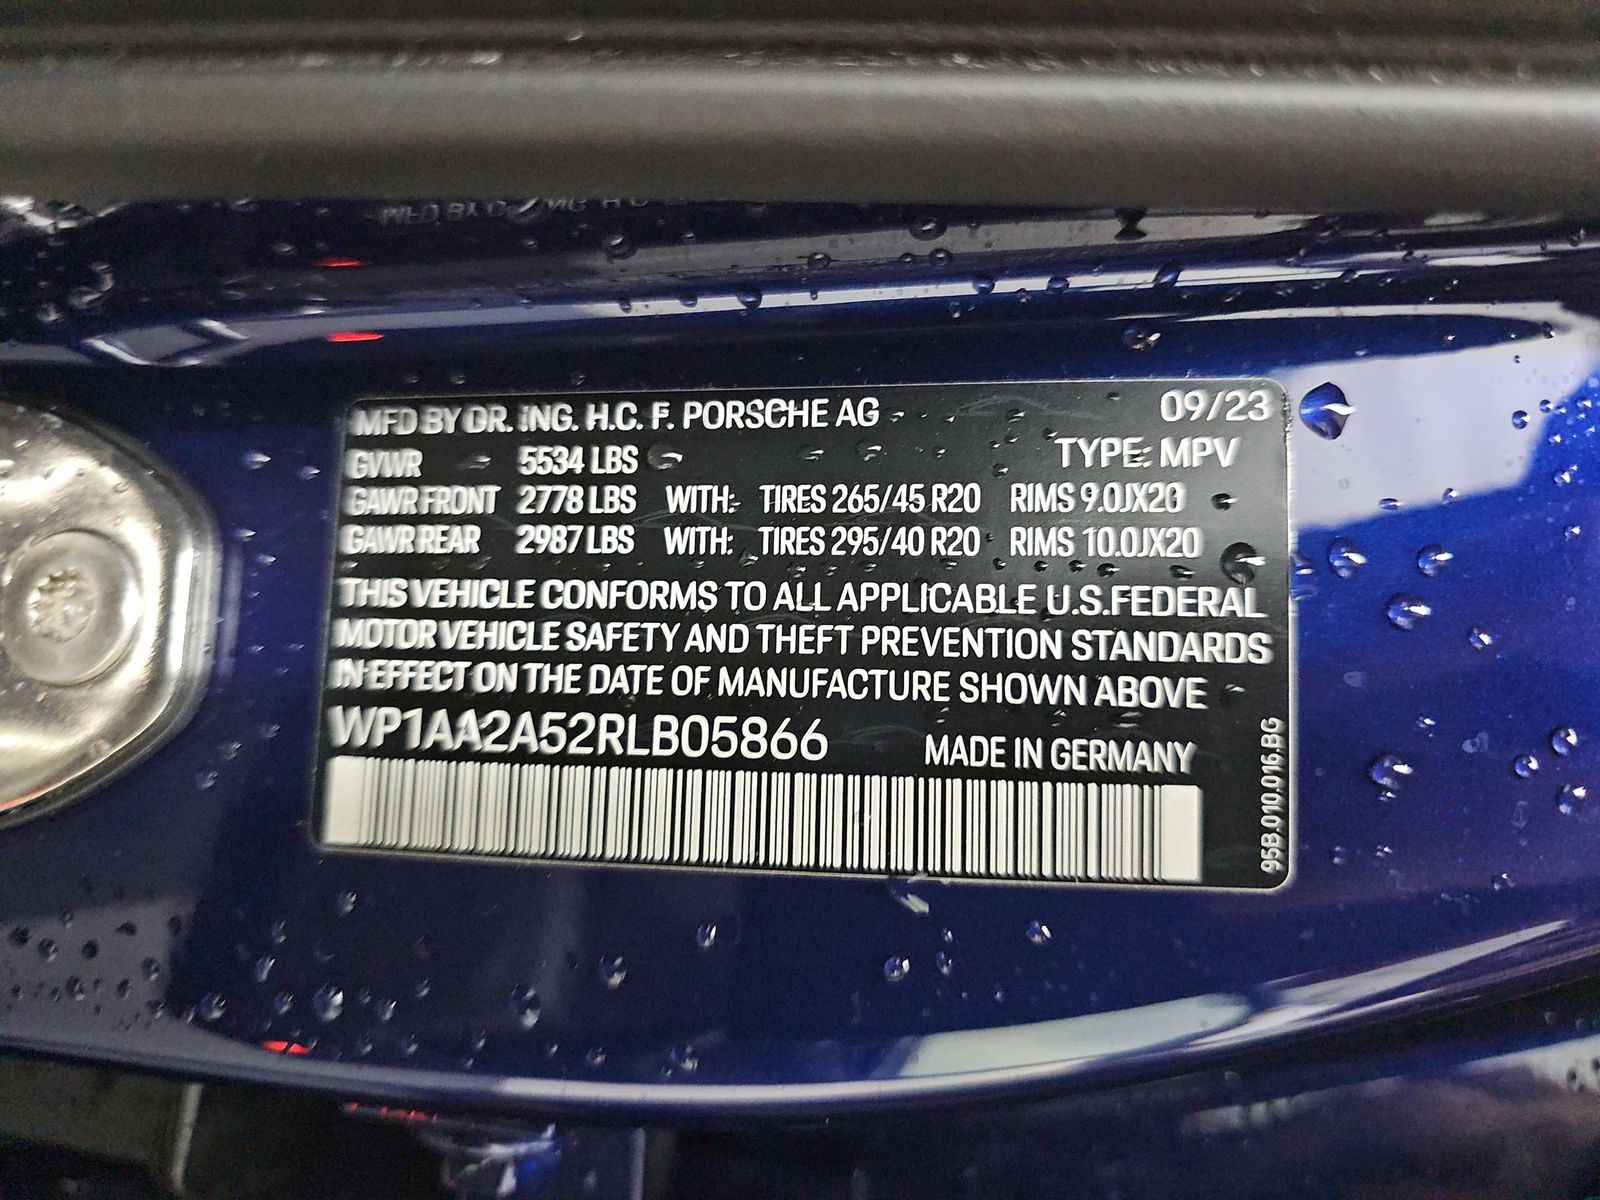 MFD BY DR. ING. H.C. F. PORSCHE AG 09/23
GVWR 5534 LBS TYPE: MPV
GAWR FRONT 2778 LBS WITH: TIRES 265/45 R20 RIMS 9.0JX20
GAWR REAR 2987 LBS WITH: TIRES 295/40 R20 RIMS 10.0JX20
THIS VEHICLE CONFORMS TO ALL APPLICABLE U.S.FEDERAL
MOTOR VEHICLE SAFETY AND THEFT PREVENTION STANDARDS
IN EFFECT ON THE DATE OF MANUFACTURE SHOWN ABOVE
WP1AA2A52RLB05866 MADE IN GERMANY
95B.010.016.BG